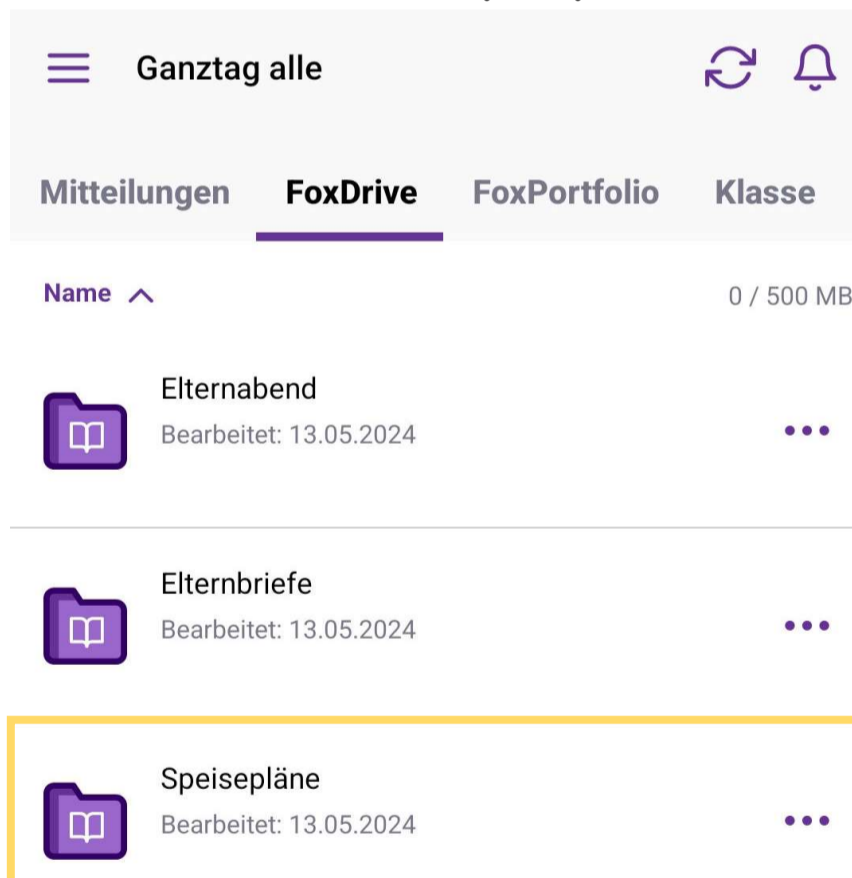 Ganztag alle
Mitteilungen FoxDrive FoxPortfolio Klasse
Name 0 / 500 MB
Elternabend
Bearbeitet: 13.05.2024
Elternbriefe
Bearbeitet: 13.05.2024
Speisepläne
Bearbeitet: 13.05.2024